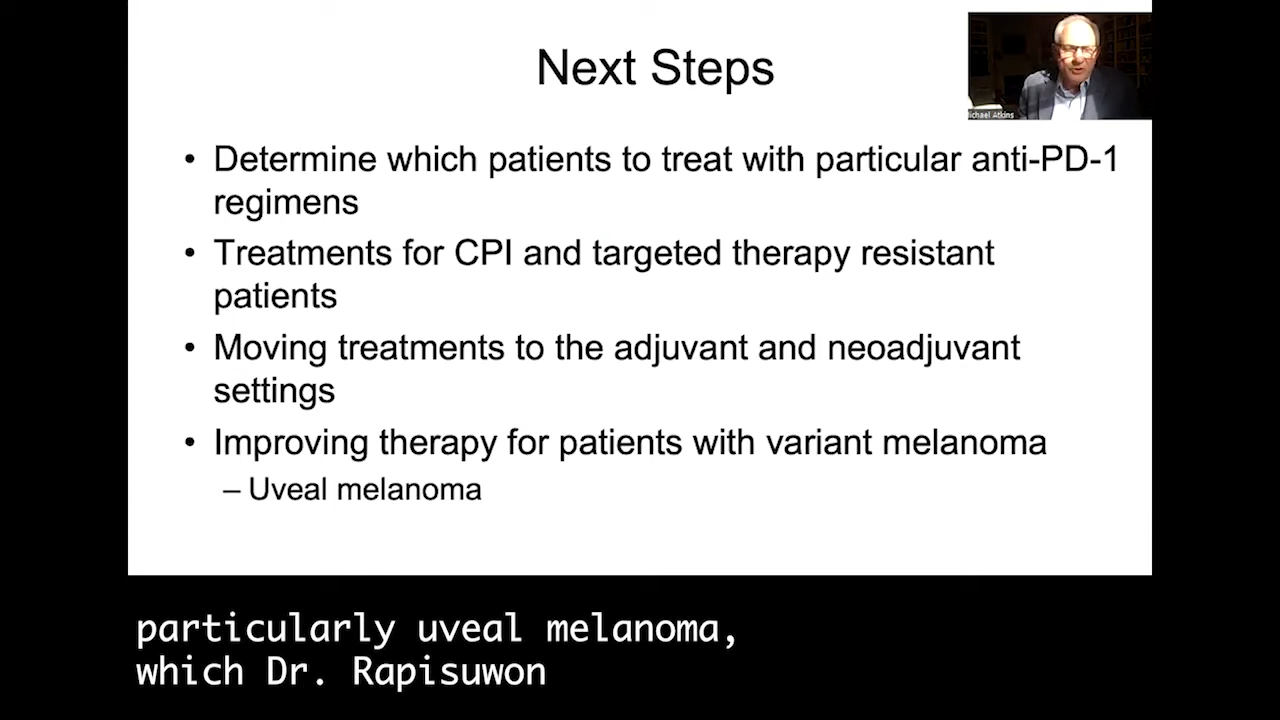 Next Steps
ichael Atkins
• Determine which patients to treat with particular anti-PD-1
regimens
• Treatments for CPI and targeted therapy resistant
patients
• Moving treatments to the adjuvant and neoadjuvant
settings
• Improving therapy for patients with variant melanoma
– Uveal melanoma
particularly uveal melanoma,
which Dr. Rapisuwon